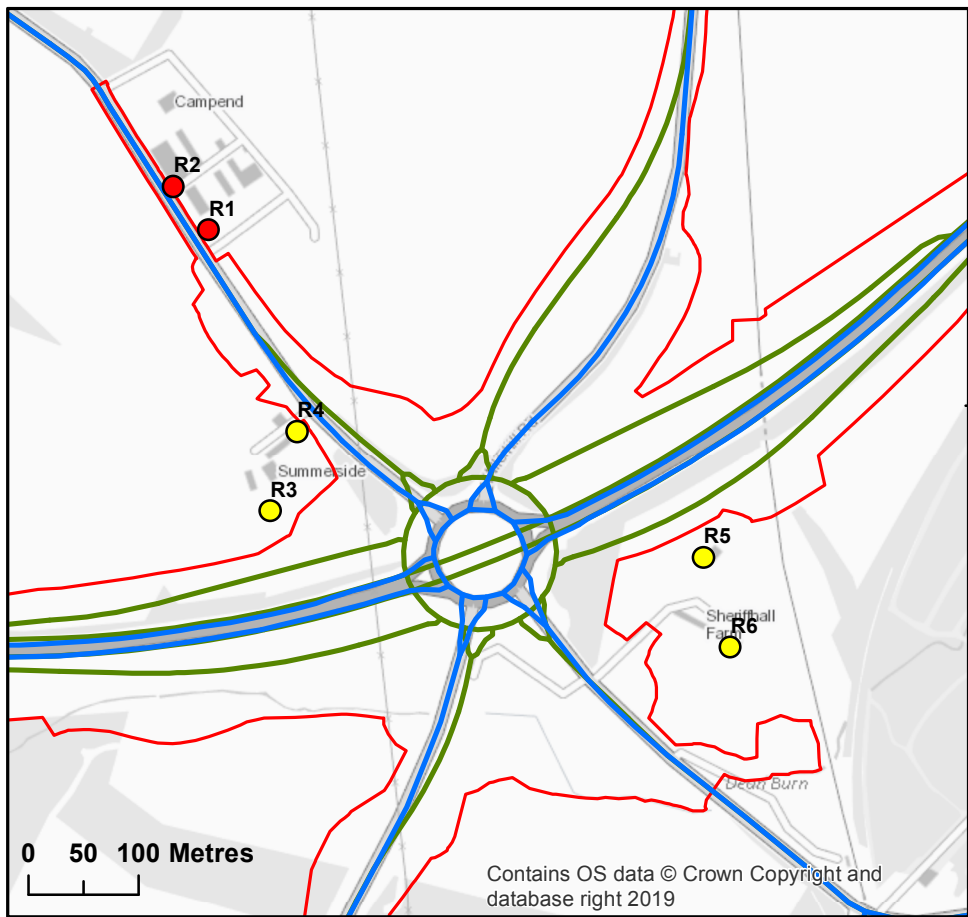 Campend
R2
R1
R4
Summerside
R3
R5
Sheriffhall
Farm
R6
Dean Burn
0 50 100 Metres
Contains OS data © Crown Copyright and
database right 2019